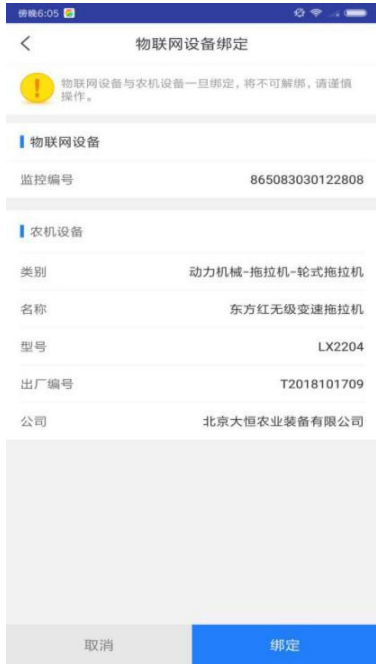 傍晚6:05
物联网设备绑定
物联网设备与农机设备一旦绑定，将不可解绑，请谨慎
操作。
物联网设备
监控编号 865083030122808
农机设备
类别 动力机械-拖拉机-轮式拖拉机
名称 东方红无级变速拖拉机
型号 LX2204
出厂编号 T2018101709
公司 北京大恒农业装备有限公司
取消 绑定